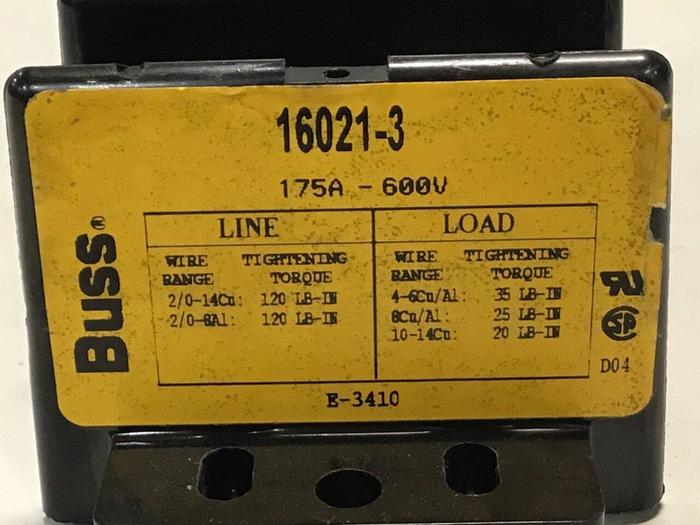 16021-3
175A - 600V
Buss®
LINE
WIRE RANGE TIGHTENING TORQUE
2/0-14Cu: 120 LB-IN
2/0-8Al: 120 LB-IN
LOAD
WIRE RANGE TIGHTENING TORQUE
4-6Cu/Al: 35 LB-IN
8Cu/Al: 25 LB-IN
10-14Cu: 20 LB-IN
E-3410
D04